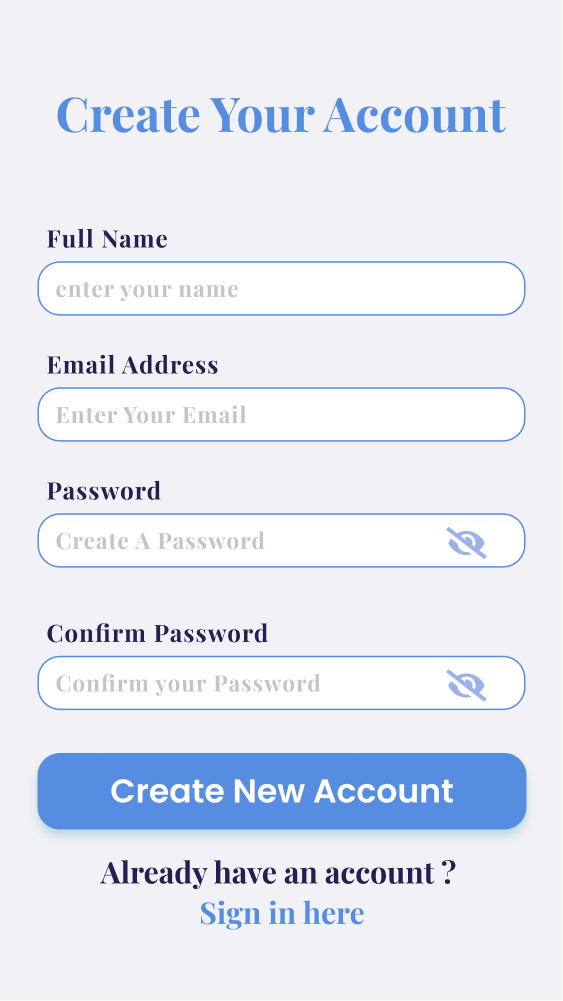 Create Your Account
Full Name
enter your name
Email Address
Enter Your Email
Password
Create A Password
Confirm Password
Confirm your Password
Create New Account
Already have an account ?
Sign in here